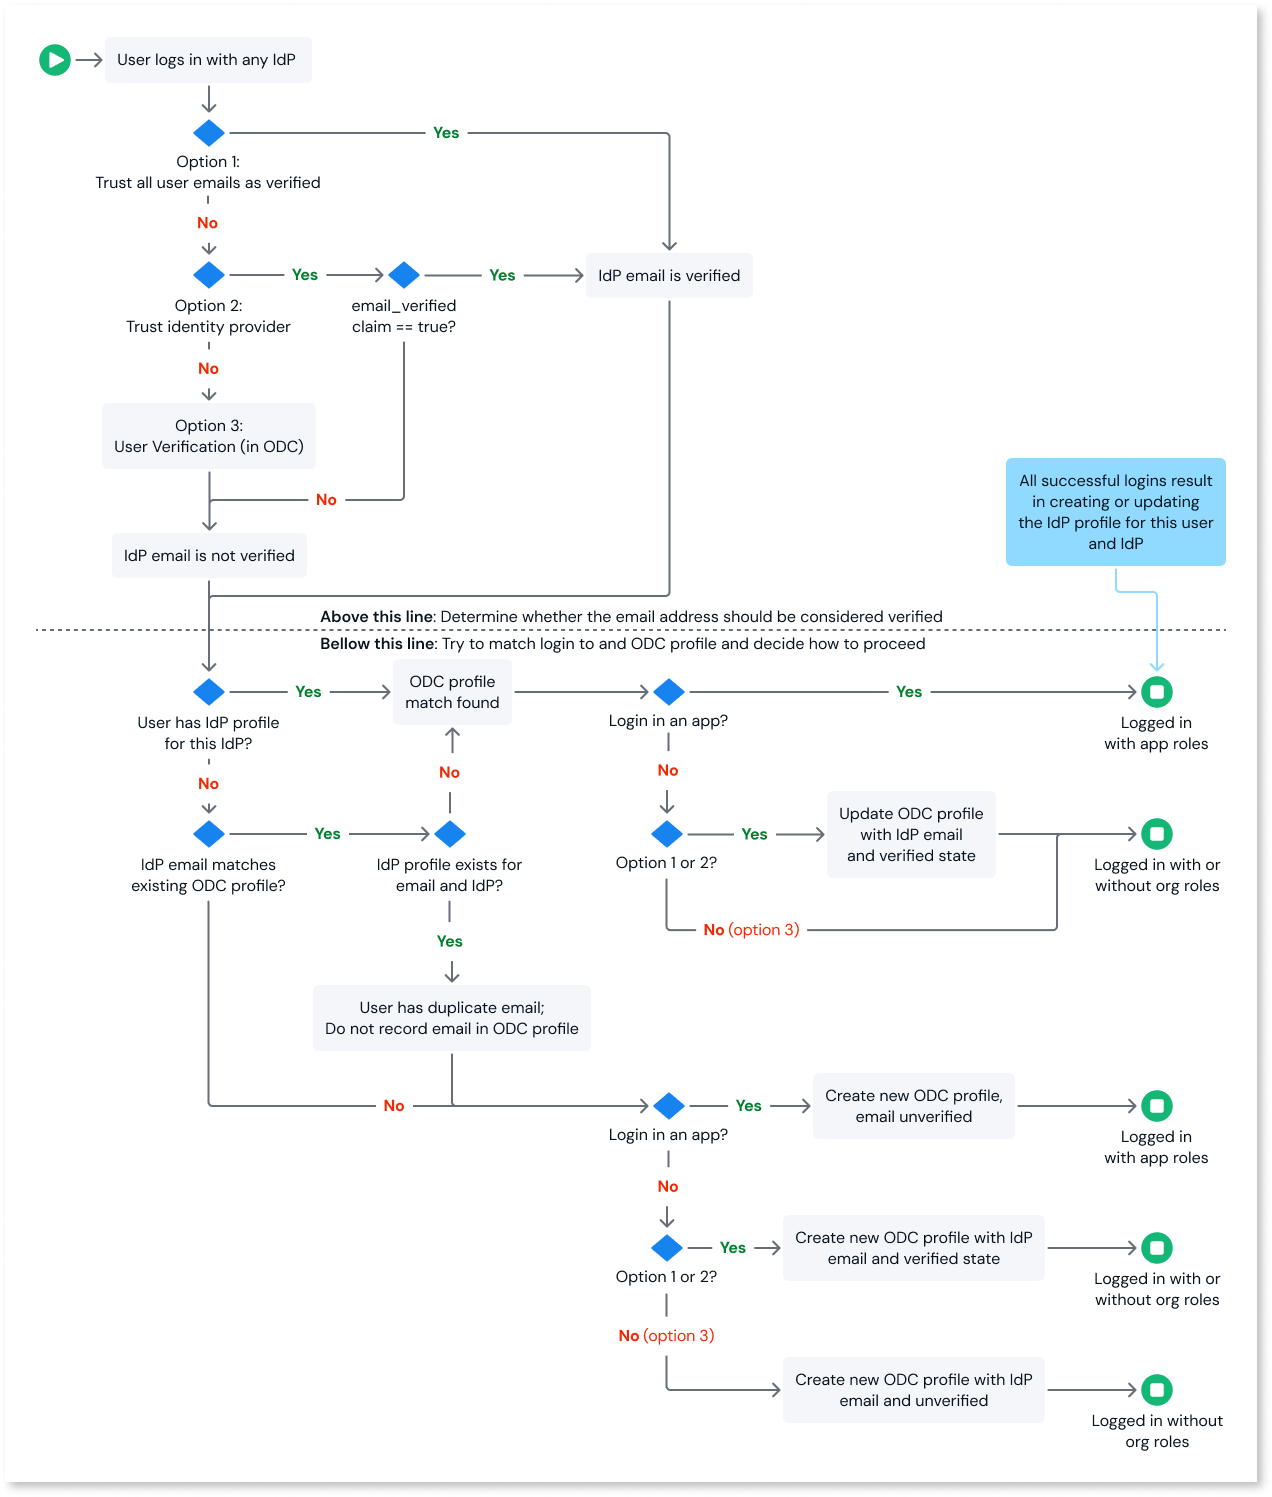 User logs in with any IdP
Yes
Option 1:
Trust all user emails as verified
No
Yes
Yes
IdP email is verified
Option 2:
Trust identity provider
email_verified
claim == true?
No
Option 3:
User Verification (in ODC)
No
IdP email is not verified
All successful logins result
in creating or updating
the IdP profile for this user
and IdP
Above this line: Determine whether the email address should be considered verified
Bellow this line: Try to match login to and ODC profile and decide how to proceed
Yes
ODC profile
match found
Yes
User has IdP profile
for this IdP?
Login in an app?
Logged in
with app roles
No
No
No
Yes
Yes
Update ODC profile
with IdP email
and verified state
IdP email matches
existing ODC profile?
IdP profile exists for
email and IdP?
Option 1 or 2?
Logged in with or
without org roles
No (option 3)
Yes
User has duplicate email;
Do not record email in ODC profile
No
Yes
Create new ODC profile,
email unverified
Login in an app?
Logged in
with app roles
No
Yes
Create new ODC profile with IdP
email and verified state
Option 1 or 2?
Logged in with or
without org roles
No (option 3)
Create new ODC profile with IdP
email and unverified
Logged in without
org roles